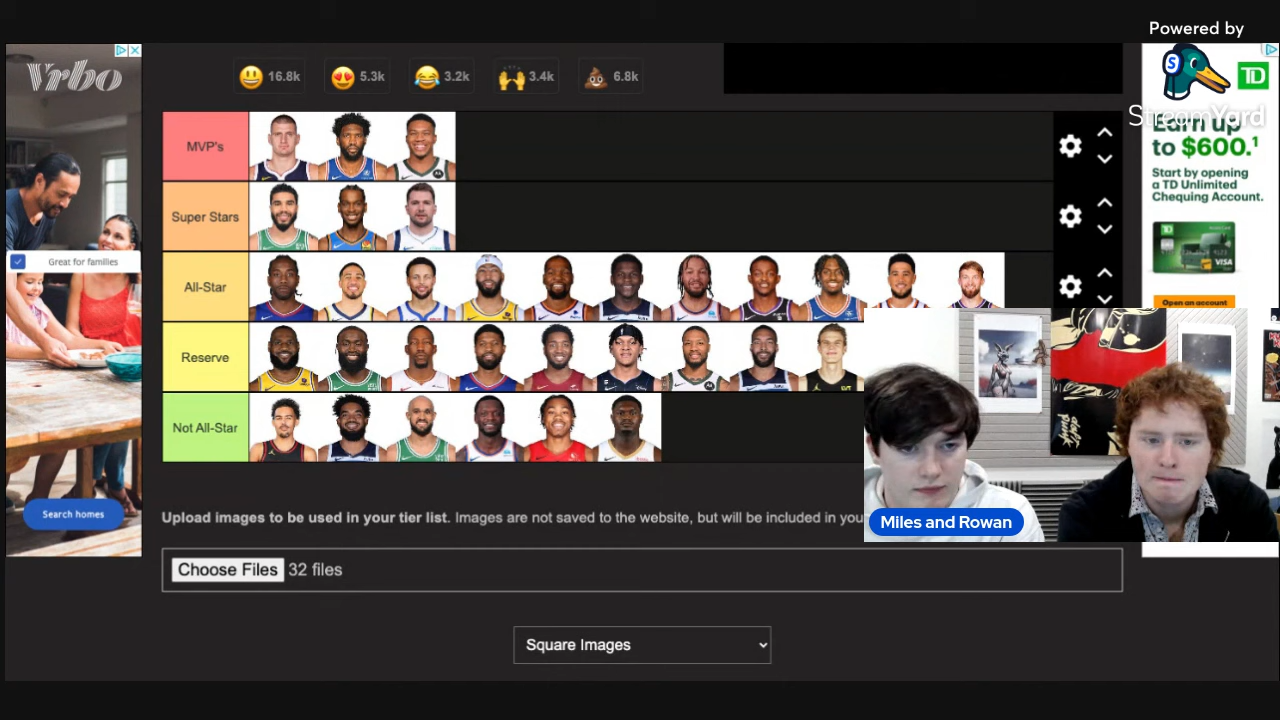 Powered by
StreamYard
S
Vrbo
Great for families
Search homes
16.8k
5.3k
3.2k
3.4k
6.8k
MVP's
Super Stars
All-Star
Reserve
Not All-Star
TD
Earn up
to $600.¹
Start by opening
a TD Unlimited
Chequing Account.
Open an account
Miles and Rowan
Upload images to be used in your tier list. Images are not saved to the website, but will be included in you
Choose Files 32 files
Square Images